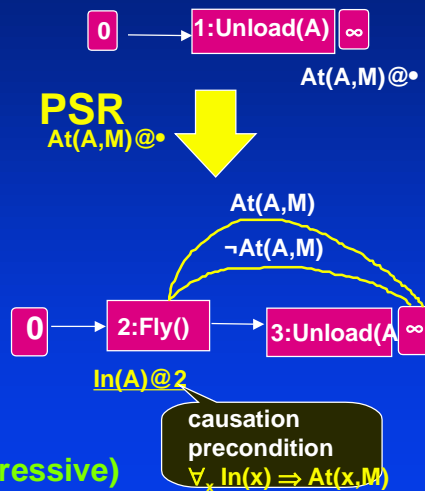 0 1:Unload(A) ∞
At(A,M)@•
PSR
At(A,M)@•
At(A,M)
¬At(A,M)
0 2:Fly() 3:Unload(A ∞
In(A)@2
causation
precondition
∀x In(x) ⇒ At(x,M)
ressive)